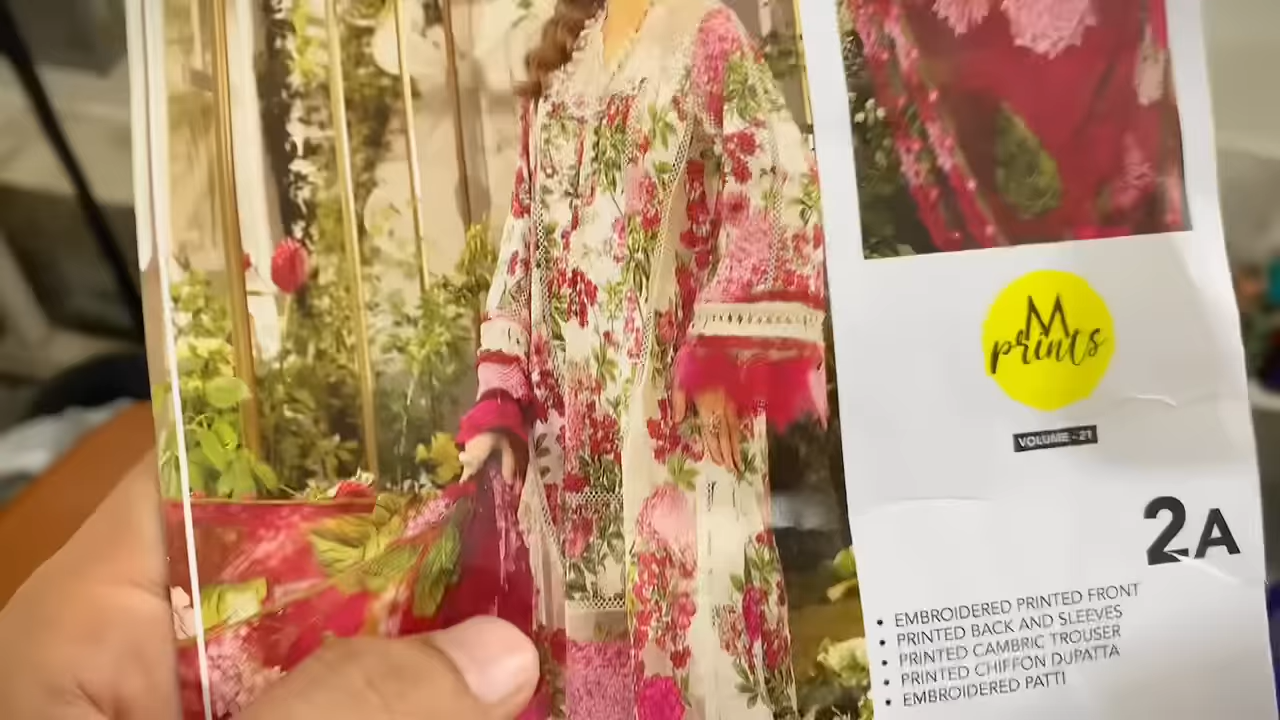 M
prints
VOLUME - 21
2A
• EMBROIDERED PRINTED FRONT
• PRINTED BACK AND SLEEVES
• PRINTED CAMBRIC TROUSER
• PRINTED CHIFFON DUPATTA
• EMBROIDERED PATTI